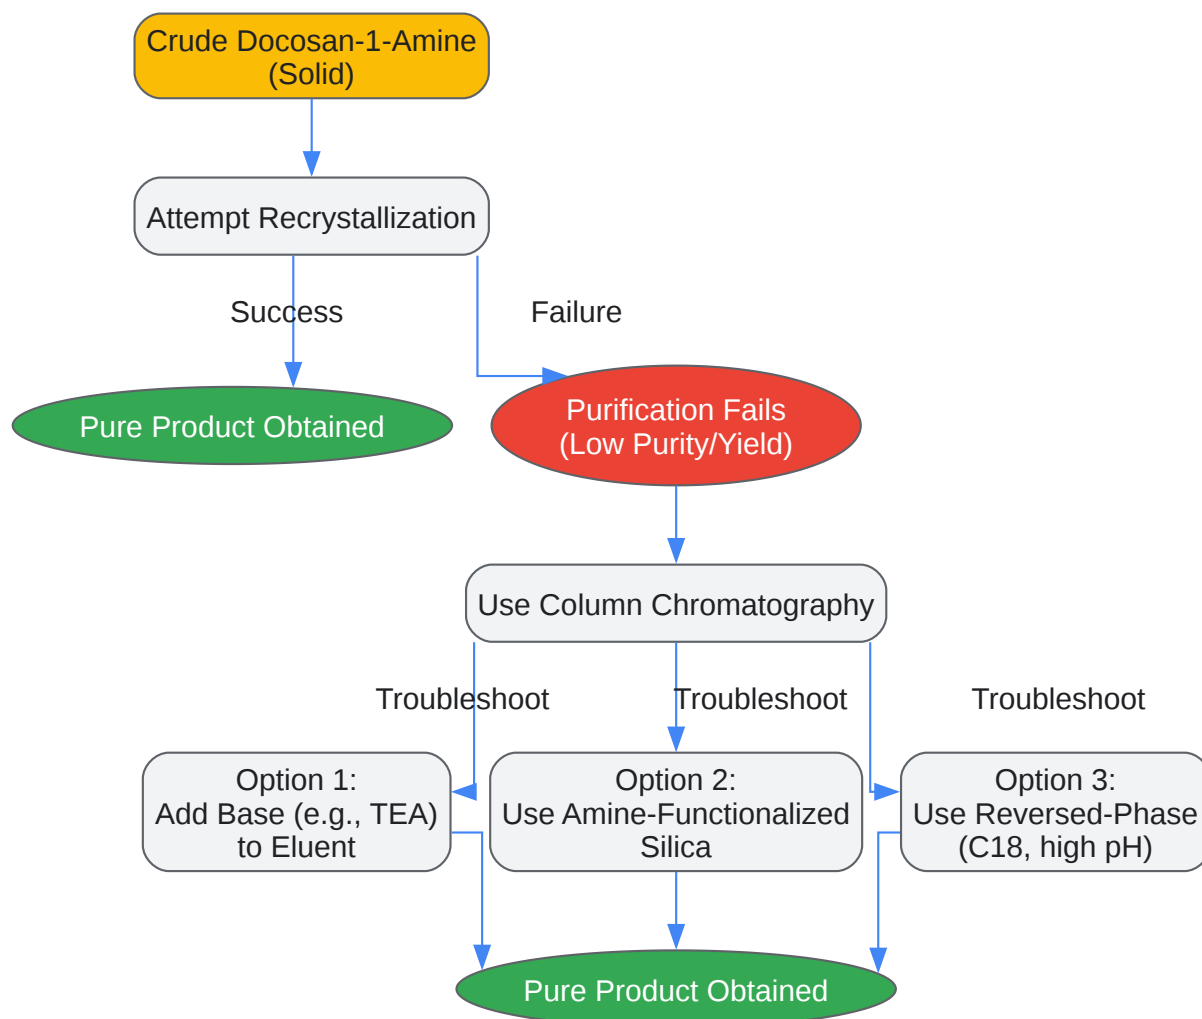 Crude Docosan-1-Amine
(Solid)
Attempt Recrystallization
Success
Failure
Pure Product Obtained
Purification Fails
(Low Purity/Yield)
Use Column Chromatography
Troubleshoot
Troubleshoot
Troubleshoot
Option 1:
Add Base (e.g., TEA)
to Eluent
Option 2:
Use Amine-Functionalized
Silica
Option 3:
Use Reversed-Phase
(C18, high pH)
Pure Product Obtained